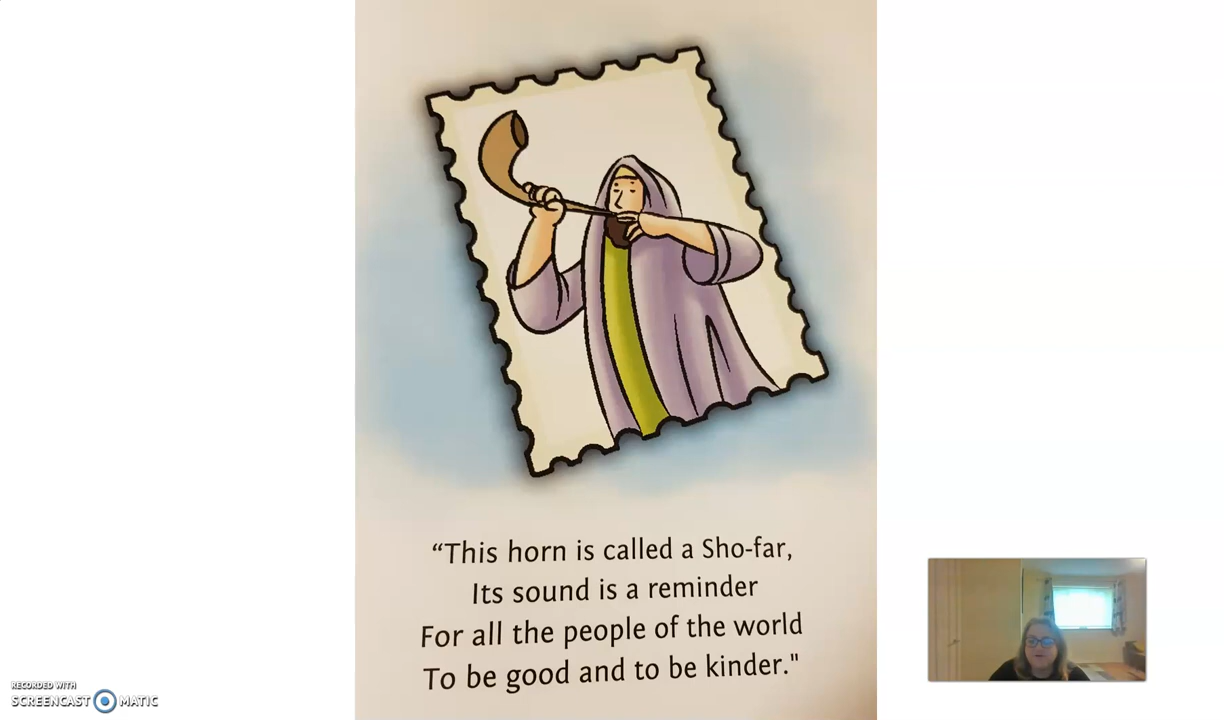 “This horn is called a Sho-far,
Its sound is a reminder
For all the people of the world
To be good and to be kinder."
RECORDED WITH
SCREENCAST MATIC